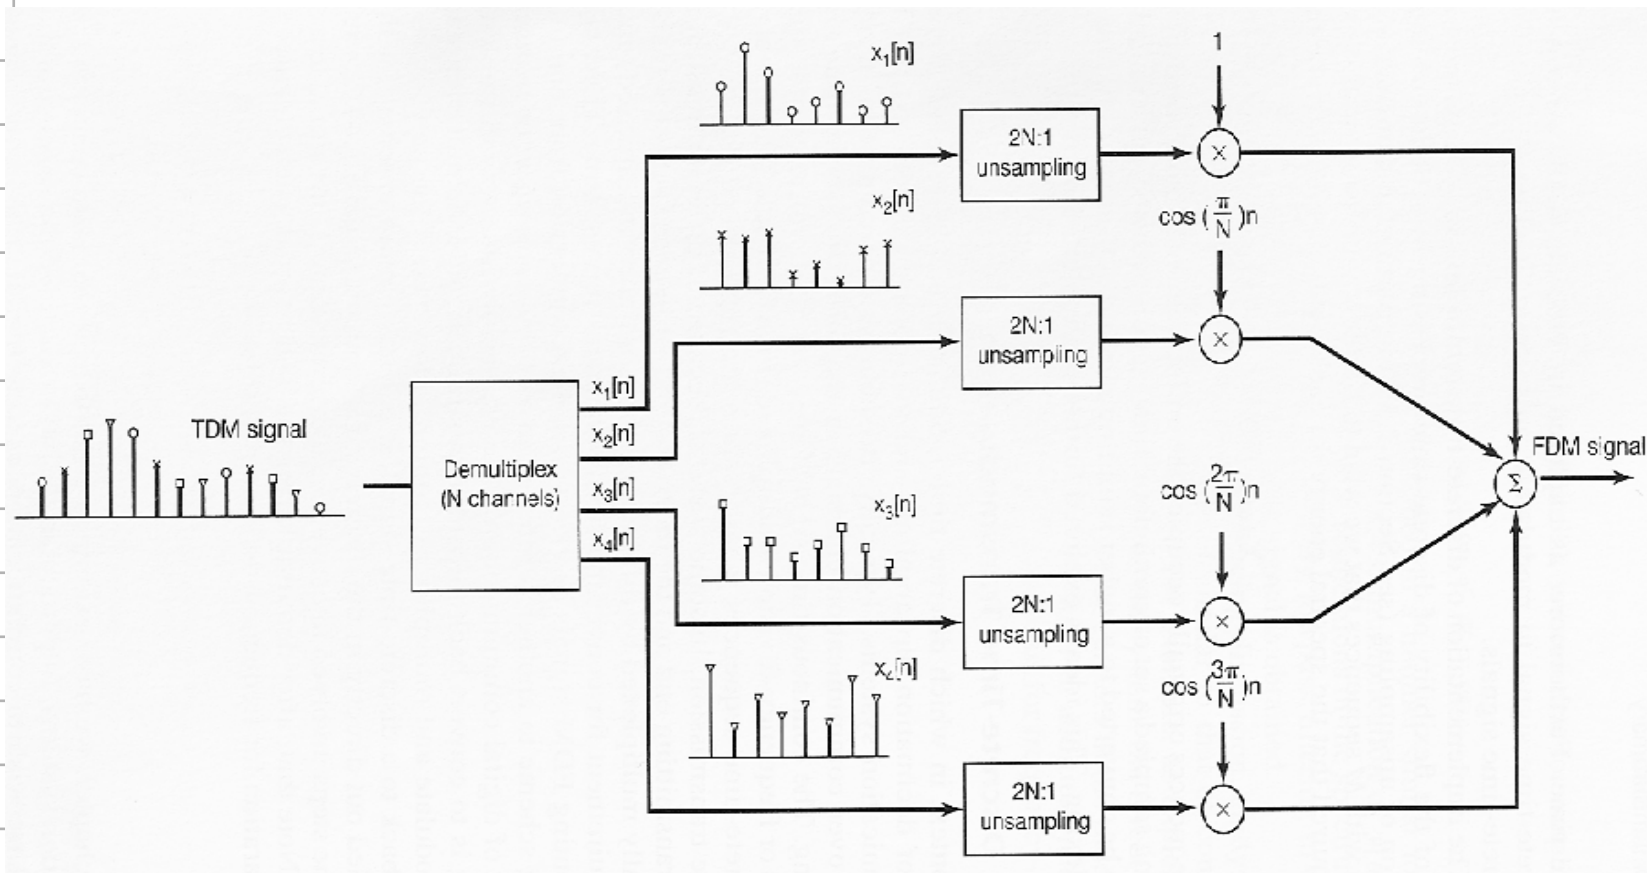 x₁[n]
1
2N:1
unsampling
×
x₂[n]
cos (π/N)n
2N:1
unsampling
×
TDM signal
Demultiplex
(N channels)
x₁[n]
x₂[n]
x₃[n]
x₄[n]
FDM signal
Σ
x₃[n]
cos (2π/N)n
2N:1
unsampling
×
x₄[n]
cos (3π/N)n
2N:1
unsampling
×